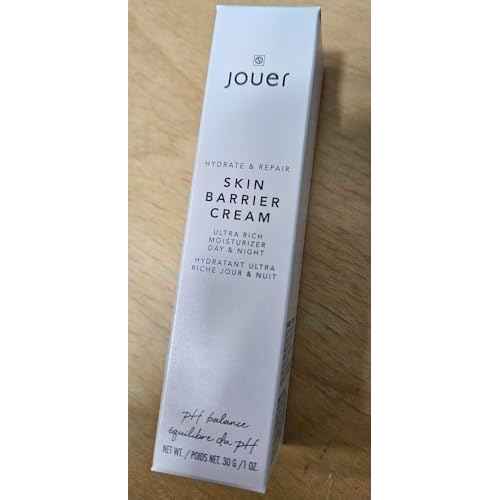 Jouer
HYDRATE & REPAIR
SKIN
BARRIER
CREAM
ULTRA RICH
MOISTURIZER
DAY & NIGHT
HYDRATANT ULTRA
RICHE JOUR & NUIT
pH balance
équilibre du pH
NET WT. / POIDS NET. 30 G / 1 OZ.